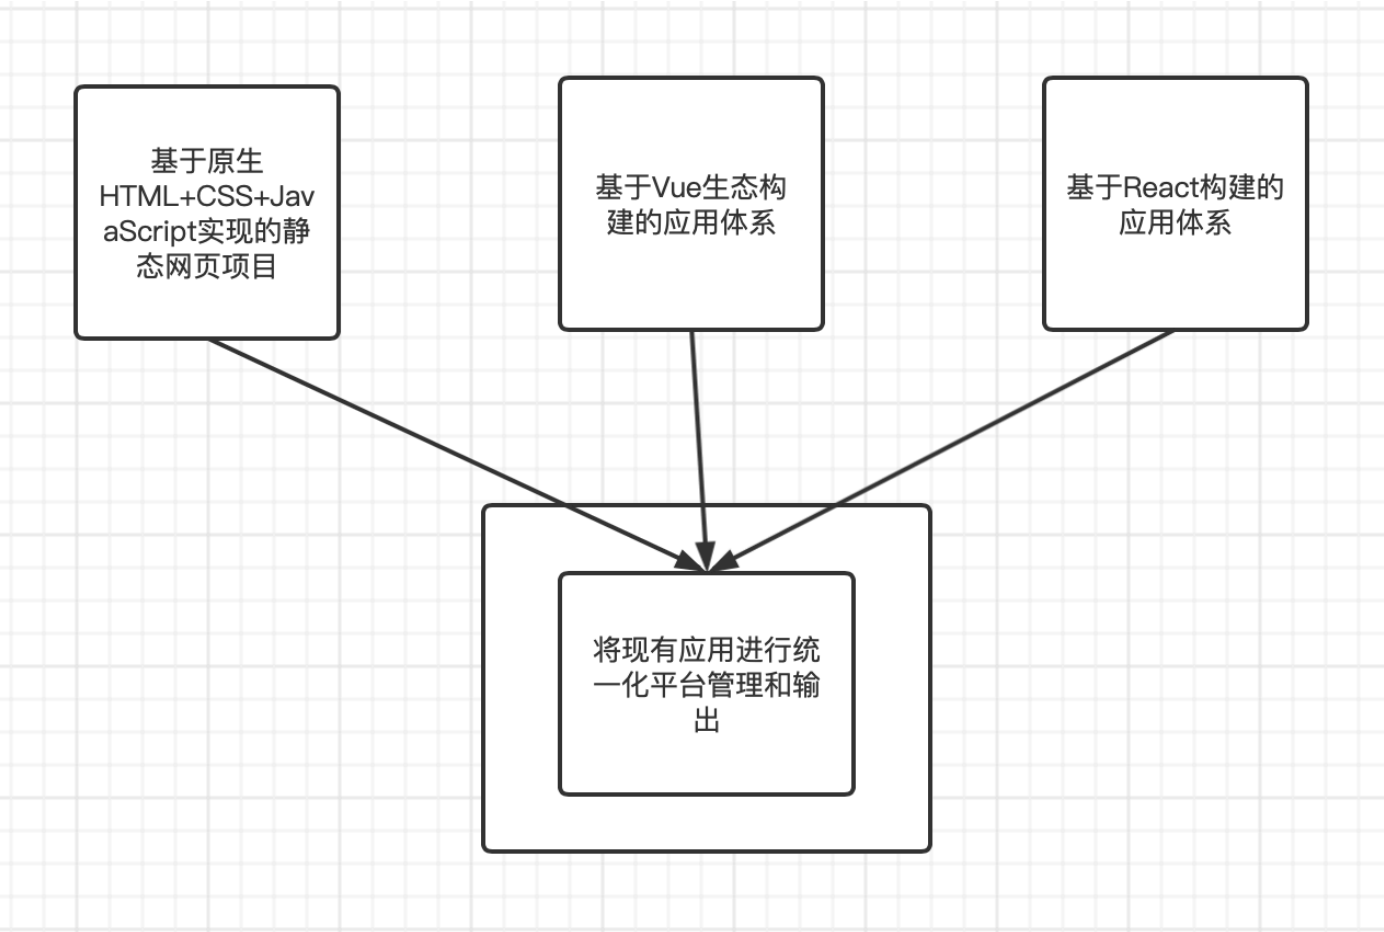 基于原生
HTML+CSS+Jav
aScript实现的静
态网页项目
基于Vue生态构
建的应用体系
基于React构建的
应用体系
将现有应用进行统
一化平台管理和输
出